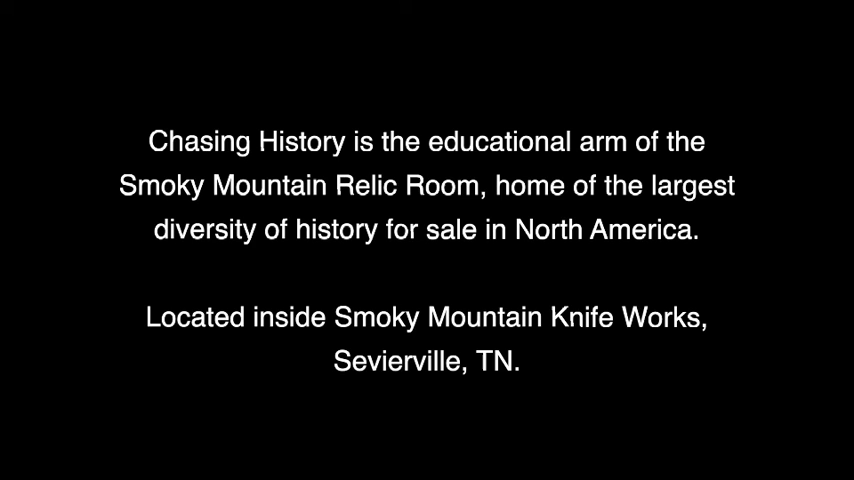 Chasing History is the educational arm of the
Smoky Mountain Relic Room, home of the largest
diversity of history for sale in North America.
Located inside Smoky Mountain Knife Works,
Sevierville, TN.